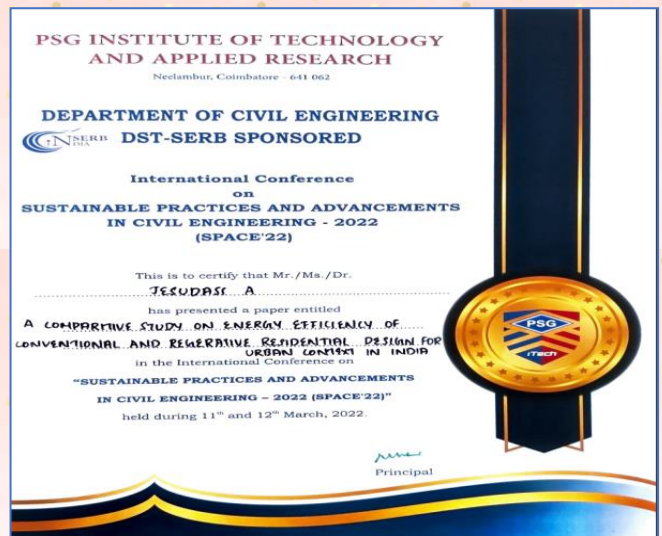 PSG INSTITUTE OF TECHNOLOGY
AND APPLIED RESEARCH
Neelambur, Coimbatore - 641 062
DEPARTMENT OF CIVIL ENGINEERING
SERB
INDIA
DST-SERB SPONSORED
International Conference
on
SUSTAINABLE PRACTICES AND ADVANCEMENTS
IN CIVIL ENGINEERING - 2022
(SPACE'22)
This is to certify that Mr./Ms./Dr.
JESUDASS A
has presented a paper entitled
A COMPARITIVE STUDY ON ENERGY EFFICIENCY OF
CONVENTIONAL AND REGERATIVE RESIDENTIAL DESIGN FOR
URBAN CONTEXT IN INDIA
in the International Conference on
"SUSTAINABLE PRACTICES AND ADVANCEMENTS
IN CIVIL ENGINEERING – 2022 (SPACE'22)"
held during 11th and 12th March, 2022.
Principal
PSG
iTech